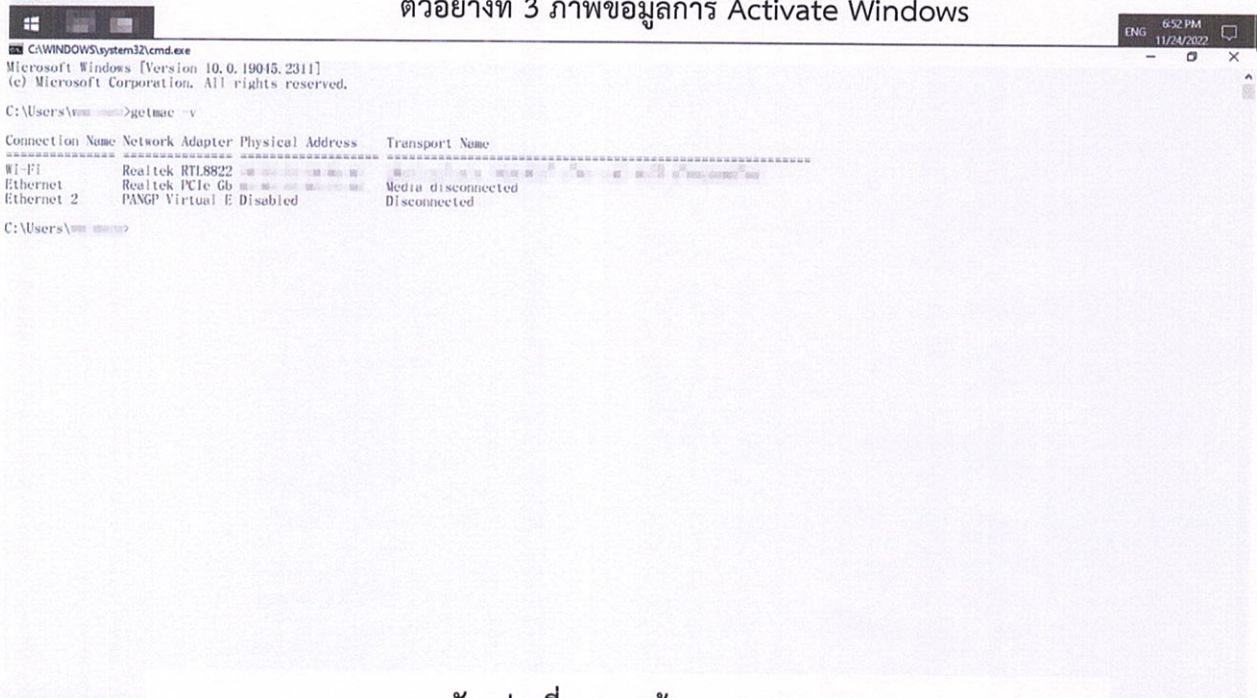 ตัวอย่างที่ 3 ภาพข้อมูลการ Activate Windows
ENG 6:52 PM
11/24/2022
C:\WINDOWS\system32\cmd.exe
Microsoft Windows [Version 10.0.19045.2311]
(c) Microsoft Corporation. All rights reserved.
C:\Users\ >getmac -v
Connection Name Network Adapter Physical Address Transport Name
=============== =============== =================== ==========================================================
Wi-Fi Realtek RTL8822
Ethernet Realtek PCIe Gb Media disconnected
Ethernet 2 PANGP Virtual E Disabled Disconnected
C:\Users\ >